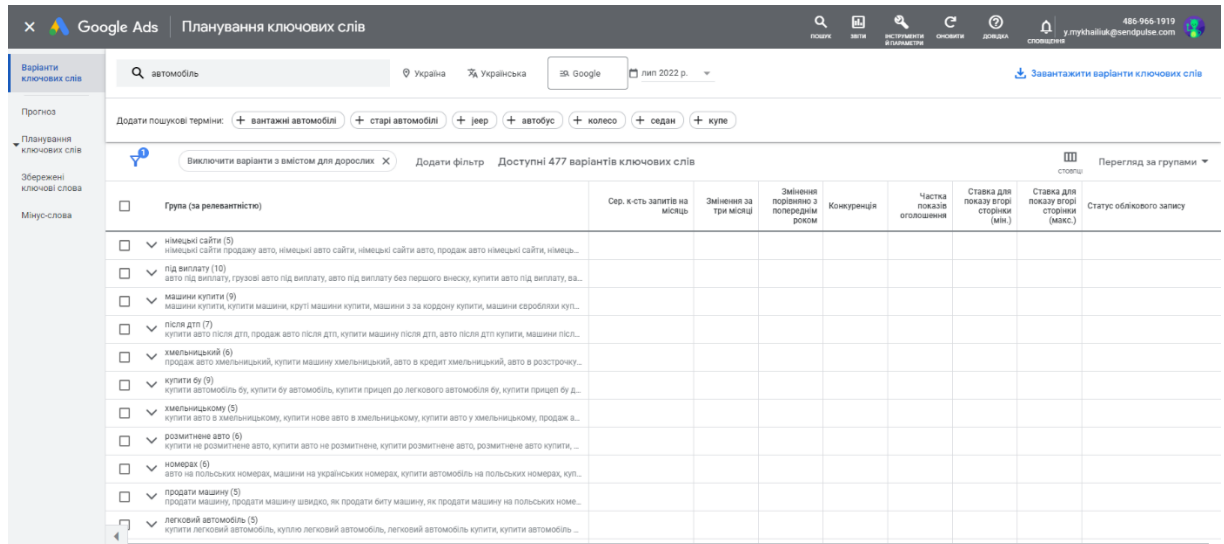 Google Ads Планування ключових слів
ПОШУК
ЗВІТИ
ІНСТРУМЕНТИ Й ПАРАМЕТРИ
ОНОВИТИ
ДОВІДКА
СПОВІЩЕННЯ
486-966-1919
y.mykhailiuk@sendpulse.com
Варіанти
ключових слів
Прогноз
Планування
ключових слів
Збережені
ключові слова
Мінус-слова
автомобіль
Україна
Українська
Google
лип 2022 р.
Завантажити варіанти ключових слів
Додати пошукові терміни: вантажні автомобілі старі автомобілі jeep автобус колесо седан купе
1
Виключити варіанти з вмістом для дорослих
Додати фільтр
Доступні 477 варіантів ключових слів
СТОВПЦІ
Перегляд за групами
Група (за релевантністю)
Сер. к-сть запитів на
місяць
Змінення за
три місяці
Змінення
порівняно з
попереднім
роком
Конкуренція
Частка
показів
оголошення
Ставка для
показу вгорі
сторінки
(мін.)
Ставка для
показу вгорі
сторінки
(макс.)
Статус облікового запису
німецькі сайти (5)
німецькі сайти продажу авто, німецькі авто сайти, німецькі сайти авто, продаж авто німецькі сайти, німець...
під виплату (10)
авто під виплату, грузові авто під виплату, авто під виплату без першого внеску, купити авто під виплату, ва...
машини купити (9)
машини купити, купити машини, круті машини купити, машини з за кордону купити, машини євробляхи куп...
після дтп (7)
купити авто після дтп, продаж авто після дтп, купити машину після дтп, авто після дтп купити, машини післ...
хмельницький (6)
продаж авто хмельницький, купити машину хмельницький, авто в кредит хмельницький, авто в розстрочку...
купити бу (9)
купити автомобіль бу, купити бу автомобіль, купити прицеп до легкового автомобіля бу, купити прицеп бу д...
хмельницькому (5)
купити авто в хмельницькому, купити нове авто в хмельницькому, купити авто у хмельницькому, продаж а...
розмитнене авто (6)
купити не розмитнене авто, купити авто не розмитнене, купити розмитнене авто, розмитнене авто купити, ...
номерах (6)
авто на польських номерах, машини на українських номерах, купити автомобіль на польських номерах, куп...
продати машину (5)
продати машину, продати машину швидко, як продати биту машину, як продати машину на польських номе...
легковий автомобіль (5)
купити легковий автомобіль, куплю легковий автомобіль, легковий автомобіль купити, купити автомобіль ...